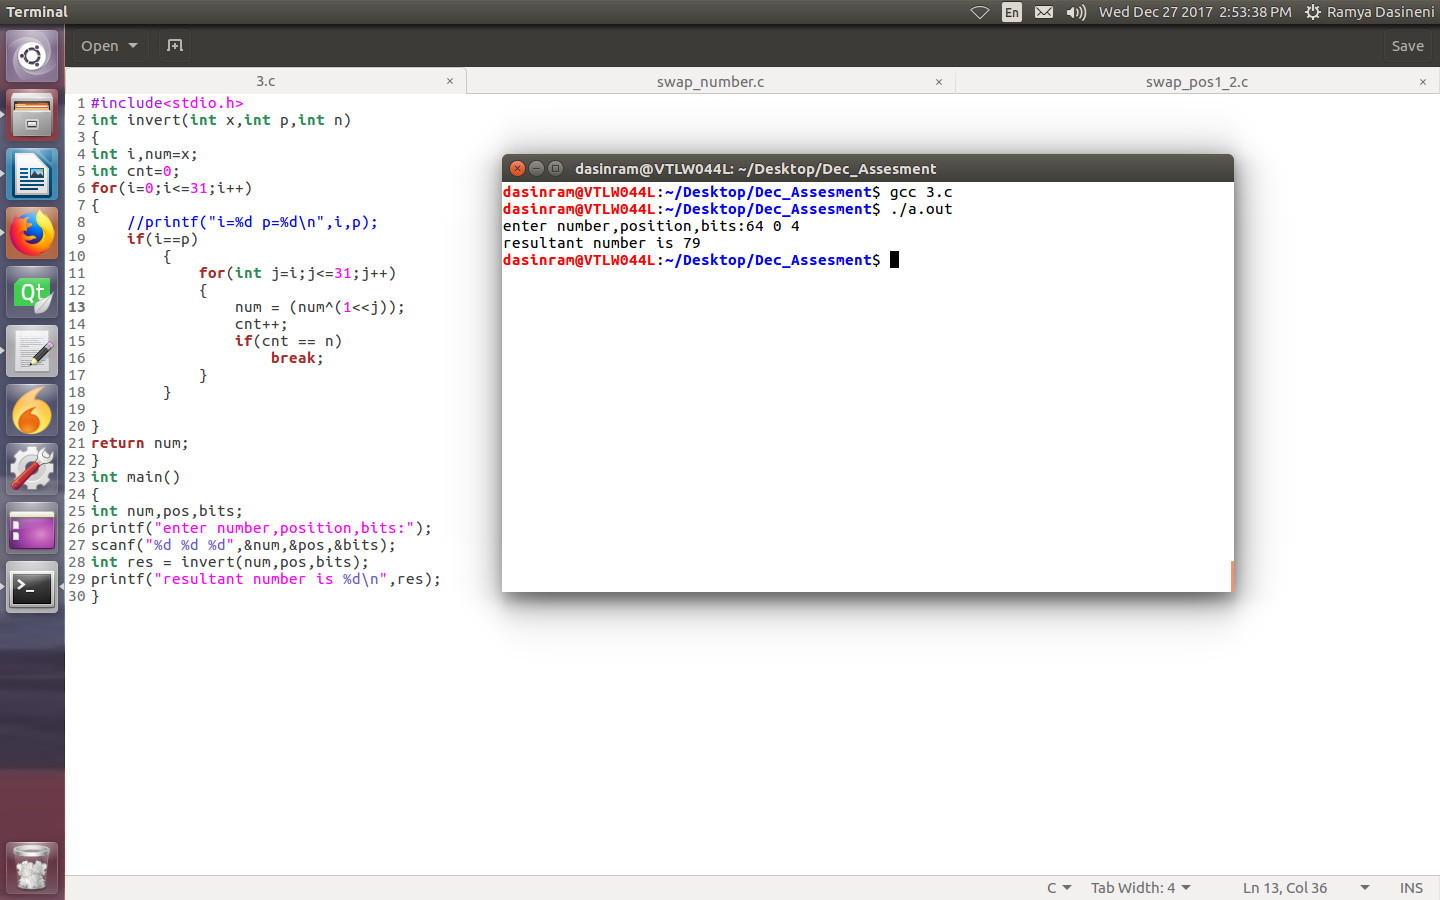 Terminal
En
Wed Dec 27 2017 2:53:38 PM
Ramya Dasineni
Open
Save
3.c ×
swap_number.c ×
swap_pos1_2.c ×
1 #include<stdio.h>
2 int invert(int x,int p,int n)
3 {
4 int i,num=x;
5 int cnt=0;
6 for(i=0;i<=31;i++)
7 {
8     //printf("i=%d p=%d\n",i,p);
9     if(i==p)
10         {
11             for(int j=i;j<=31;j++)
12             {
13                 num = (num^(1<<j));
14                 cnt++;
15                 if(cnt == n)
16                     break;
17             }
18         }
19
20 }
21 return num;
22 }
23 int main()
24 {
25 int num,pos,bits;
26 printf("enter number,position,bits:");
27 scanf("%d %d %d",&num,&pos,&bits);
28 int res = invert(num,pos,bits);
29 printf("resultant number is %d\n",res);
30 }
dasinram@VTLW044L: ~/Desktop/Dec_Assesment
dasinram@VTLW044L:~/Desktop/Dec_Assesment$ gcc 3.c
dasinram@VTLW044L:~/Desktop/Dec_Assesment$ ./a.out
enter number,position,bits:64 0 4
resultant number is 79
dasinram@VTLW044L:~/Desktop/Dec_Assesment$
Qt
>_
C
Tab Width: 4
Ln 13, Col 36
INS